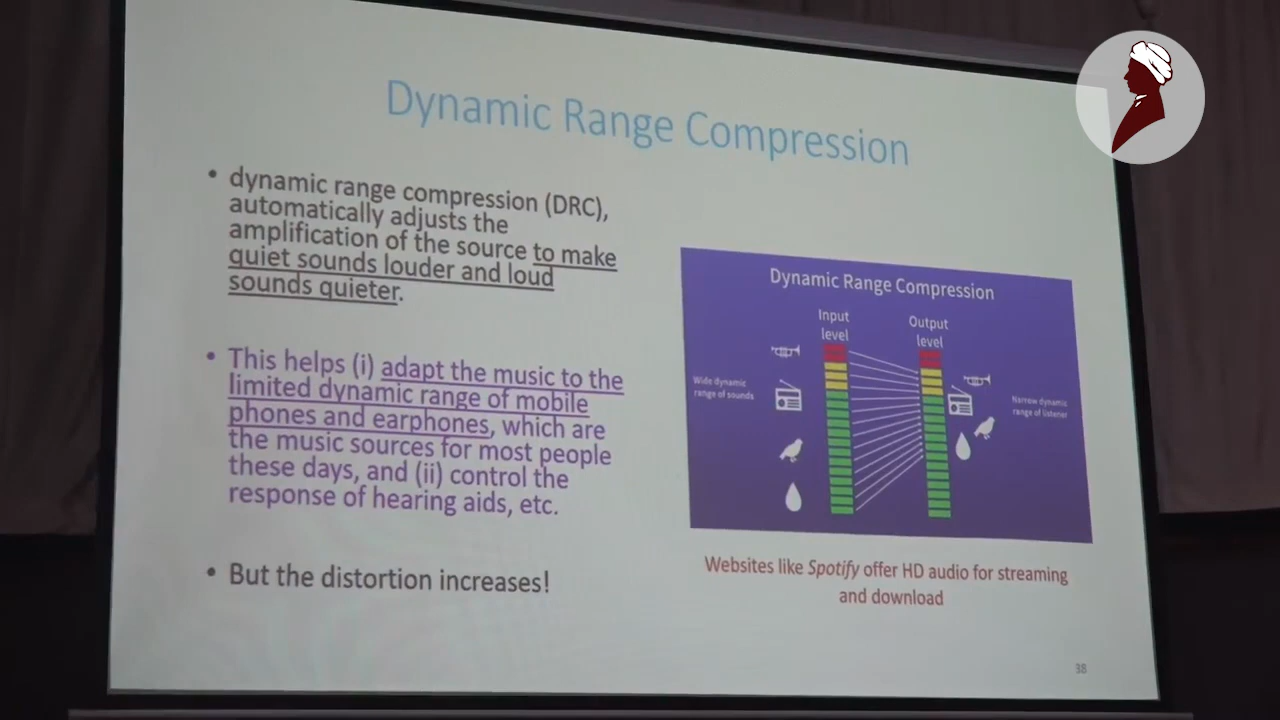 Dynamic Range Compression
• dynamic range compression (DRC),
automatically adjusts the
amplification of the source to make
quiet sounds louder and loud
sounds quieter.
• This helps (i) adapt the music to the
limited dynamic range of mobile
phones and earphones, which are
the music sources for most people
these days, and (ii) control the
response of hearing aids, etc.
• But the distortion increases!
Dynamic Range Compression
Input
level
Output
level
Wide dynamic
range of sounds
Narrow dynamic
range of listener
Websites like Spotify offer HD audio for streaming
and download
38